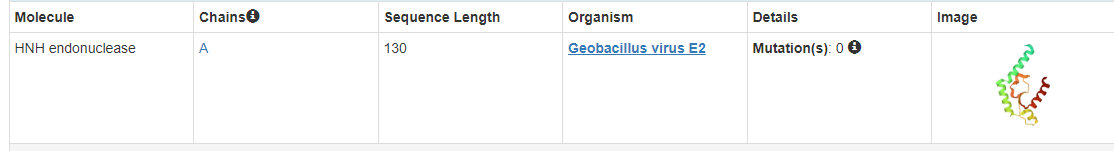 Molecule Chains Sequence Length Organism Details Image
HNH endonuclease A 130 Geobacillus virus E2 Mutation(s): 0